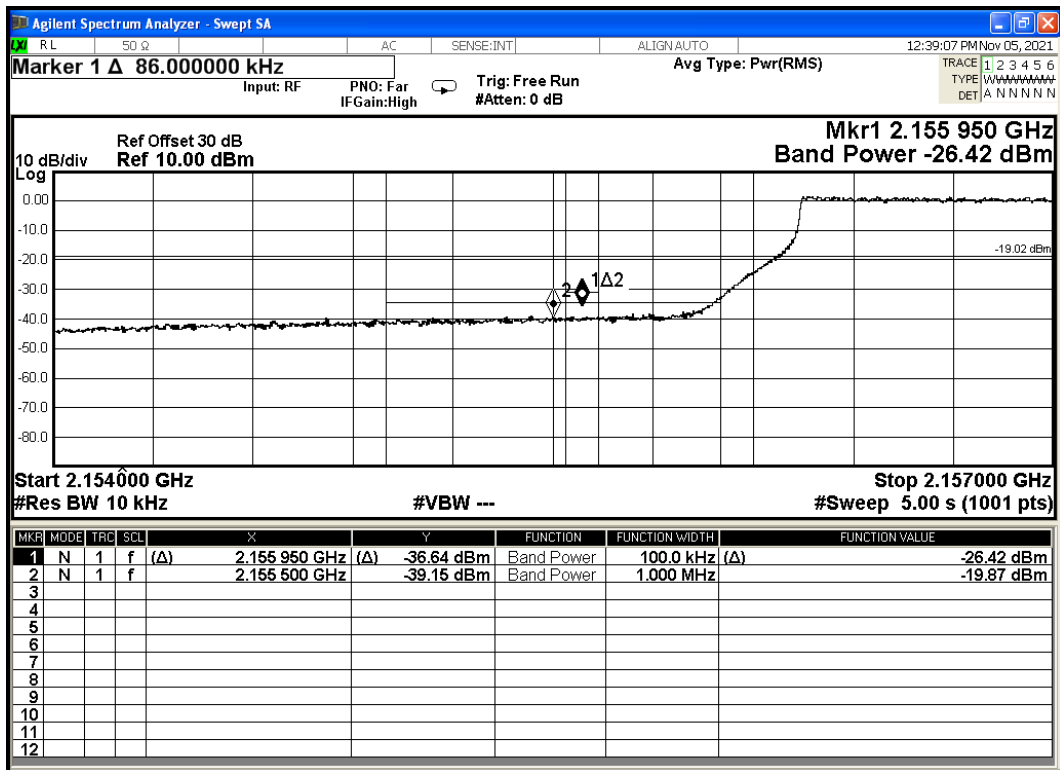 Agilent Spectrum Analyzer - Swept SA
LXI RL 50 Ω AC SENSE:INT ALIGN AUTO 12:39:07 PM Nov 05, 2021
Marker 1 Δ 86.000000 kHz Avg Type: Pwr(RMS) TRACE 1 2 3 4 5 6
Input: RF PNO: Far Trig: Free Run TYPE
IFGain:High #Atten: 0 dB DET A N N N N N
Mkr1 2.155 950 GHz
Ref Offset 30 dB
10 dB/div Ref 10.00 dBm Band Power -26.42 dBm
Log
0.00
-10.0
-19.02 dBm
-20.0
1Δ2
-30.0 2
-40.0
-50.0
-60.0
-70.0
-80.0
Start 2.154000 GHz Stop 2.157000 GHz
#Res BW 10 kHz #VBW --- #Sweep 5.00 s (1001 pts)
MKR MODE TRC SCL X Y FUNCTION FUNCTION WIDTH FUNCTION VALUE
1 N 1 f (Δ) 2.155 950 GHz (Δ) -36.64 dBm Band Power 100.0 kHz (Δ) -26.42 dBm
2 N 1 f 2.155 500 GHz -39.15 dBm Band Power 1.000 MHz -19.87 dBm
3
4
5
6
7
8
9
10
11
12